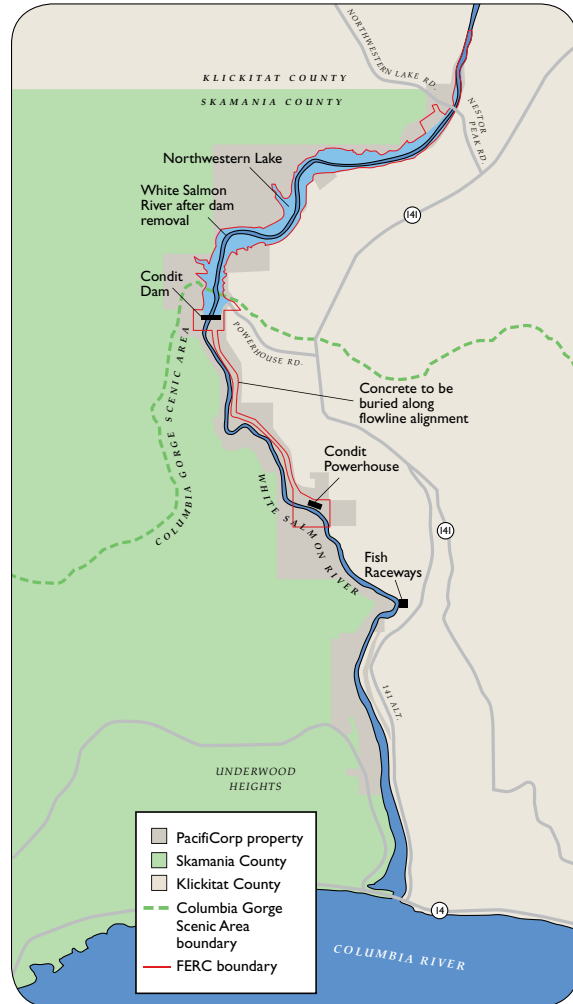 NORTHWESTERN LAKE RD.
NESTOR
PEAK RD.
KLICKITAT COUNTY
SKAMANIA COUNTY
Northwestern Lake
White Salmon
River after dam
removal
141
Condit
Dam
POWERHOUSE RD.
COLUMBIA GORGE SCENIC AREA
Concrete to be
buried along
flowline alignment
Condit
Powerhouse
WHITE SALMON RIVER
141
Fish
Raceways
141 ALT.
UNDERWOOD
HEIGHTS
PacifiCorp property
Skamania County
Klickitat County
Columbia Gorge
Scenic Area
boundary
FERC boundary
14
COLUMBIA RIVER